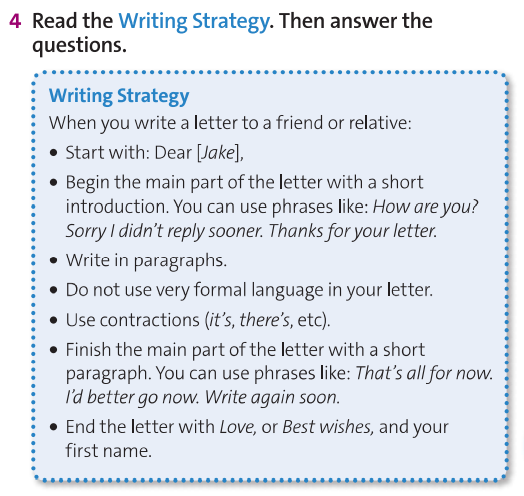 4 Read the Writing Strategy. Then answer the
questions.
Writing Strategy
When you write a letter to a friend or relative:
• Start with: Dear [Jake],
• Begin the main part of the letter with a short
introduction. You can use phrases like: How are you?
Sorry I didn't reply sooner. Thanks for your letter.
• Write in paragraphs.
• Do not use very formal language in your letter.
• Use contractions (it's, there's, etc).
• Finish the main part of the letter with a short
paragraph. You can use phrases like: That's all for now.
I'd better go now. Write again soon.
• End the letter with Love, or Best wishes, and your
first name.